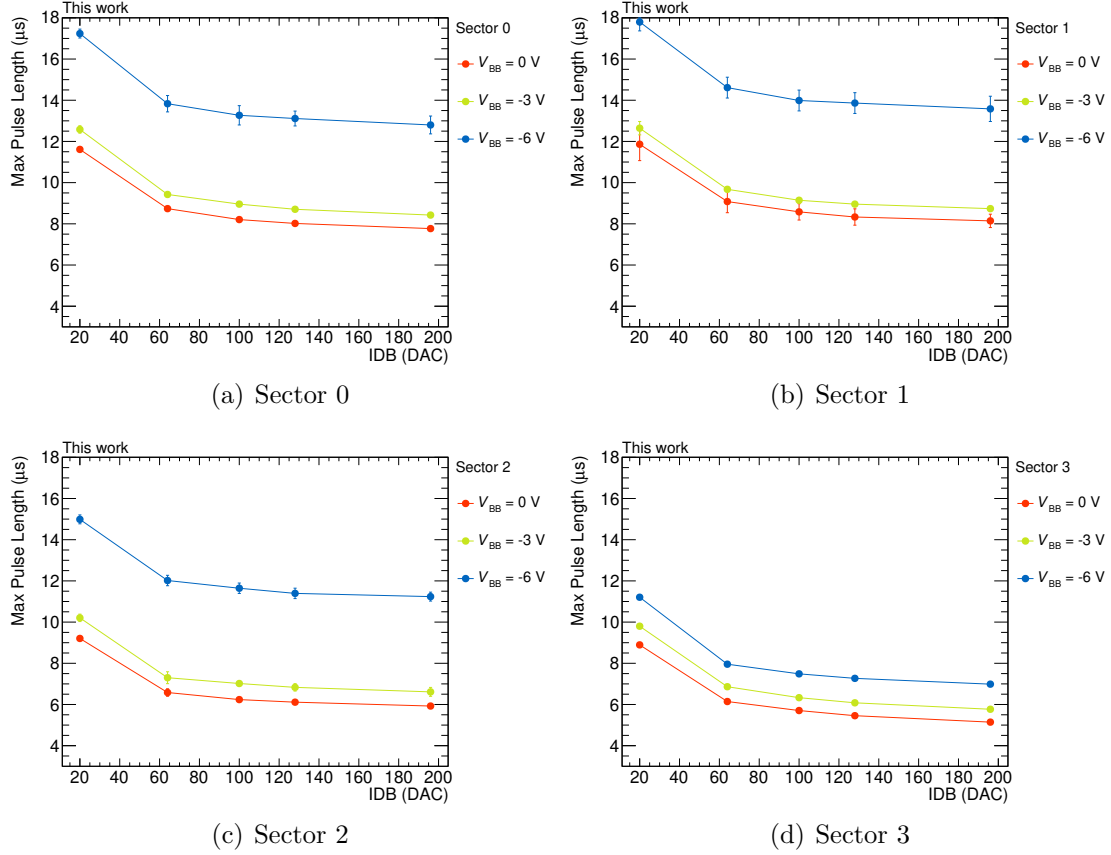 This work
Max Pulse Length (μs)
18
16
14
12
10
8
6
4
20 40 60 80 100 120 140 160 180 200
IDB (DAC)
Sector 0
V_BB = 0 V
V_BB = -3 V
V_BB = -6 V
(a) Sector 0
This work
Max Pulse Length (μs)
18
16
14
12
10
8
6
4
20 40 60 80 100 120 140 160 180 200
IDB (DAC)
Sector 1
V_BB = 0 V
V_BB = -3 V
V_BB = -6 V
(b) Sector 1
This work
Max Pulse Length (μs)
18
16
14
12
10
8
6
4
20 40 60 80 100 120 140 160 180 200
IDB (DAC)
Sector 2
V_BB = 0 V
V_BB = -3 V
V_BB = -6 V
(c) Sector 2
This work
Max Pulse Length (μs)
18
16
14
12
10
8
6
4
20 40 60 80 100 120 140 160 180 200
IDB (DAC)
Sector 3
V_BB = 0 V
V_BB = -3 V
V_BB = -6 V
(d) Sector 3